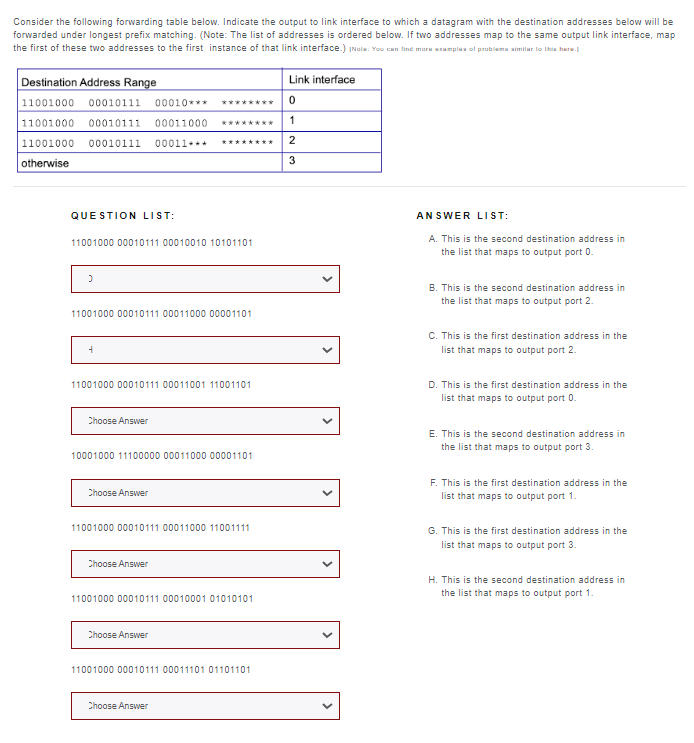 Consider the following forwarding table below. Indicate the output to link interface to which a datagram with the destination addresses below will be
forwarded under longest prefix matching. (Note: The list of addresses is ordered below. If two addresses map to the same output link interface, map
the first of these two addresses to the first instance of that link interface.) [Note: You can find more examples of problems similar to this here.]
Destination Address Range Link interface
11001000 00010111 00010*** ******** 0
11001000 00010111 00011000 ******** 1
11001000 00010111 00011*** ******** 2
otherwise 3
QUESTION LIST:
11001000 00010111 00010010 10101101
D
11001000 00010111 00011000 00001101
H
11001000 00010111 00011001 11001101
Choose Answer
10001000 11100000 00011000 00001101
Choose Answer
11001000 00010111 00011000 11001111
Choose Answer
11001000 00010111 00010001 01010101
Choose Answer
11001000 00010111 00011101 01101101
Choose Answer
ANSWER LIST:
A. This is the second destination address in
the list that maps to output port 0.
B. This is the second destination address in
the list that maps to output port 2.
C. This is the first destination address in the
list that maps to output port 2.
D. This is the first destination address in the
list that maps to output port 0.
E. This is the second destination address in
the list that maps to output port 3.
F. This is the first destination address in the
list that maps to output port 1.
G. This is the first destination address in the
list that maps to output port 3.
H. This is the second destination address in
the list that maps to output port 1.